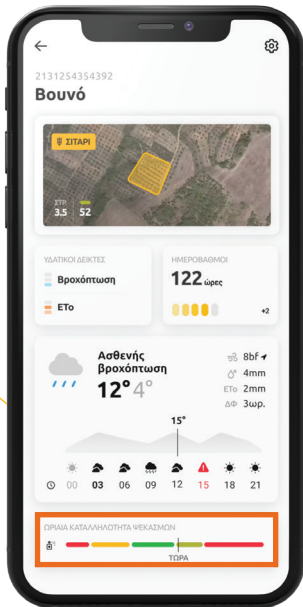 2131254354392
Βουνό
ΣΙΤΑΡΙ
ΣΤΡ.
3.5 52
ΥΔΑΤΙΚΟΙ ΔΕΙΚΤΕΣ
Βροχόπτωση
ETo
ΗΜΕΡΟΒΑΘΜΟΙ
122 ώρες
+2
Ασθενής
βροχόπτωση
12° 4°
8bf
4mm
ETo 2mm
ΔΦ 3ωρ.
15°
00 03 06 09 12 15 18 21
ΩΡΙΑΙΑ ΚΑΤΑΛΛΗΛΟΤΗΤΑ ΨΕΚΑΣΜΩΝ
ΤΩΡΑ